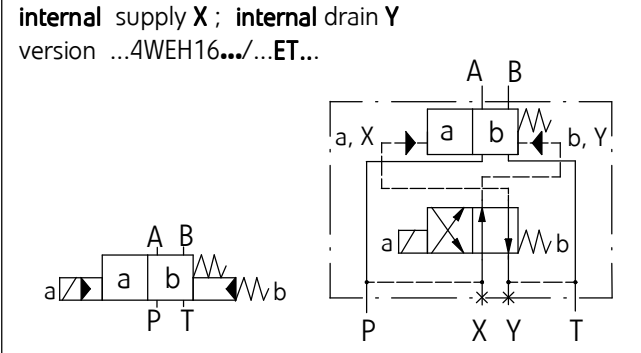 internal supply X ; internal drain Y
version ...4WEH16•••/...ET...
A B
a, X a b b, Y
a b
A B
a a b b
P T
P X Y T